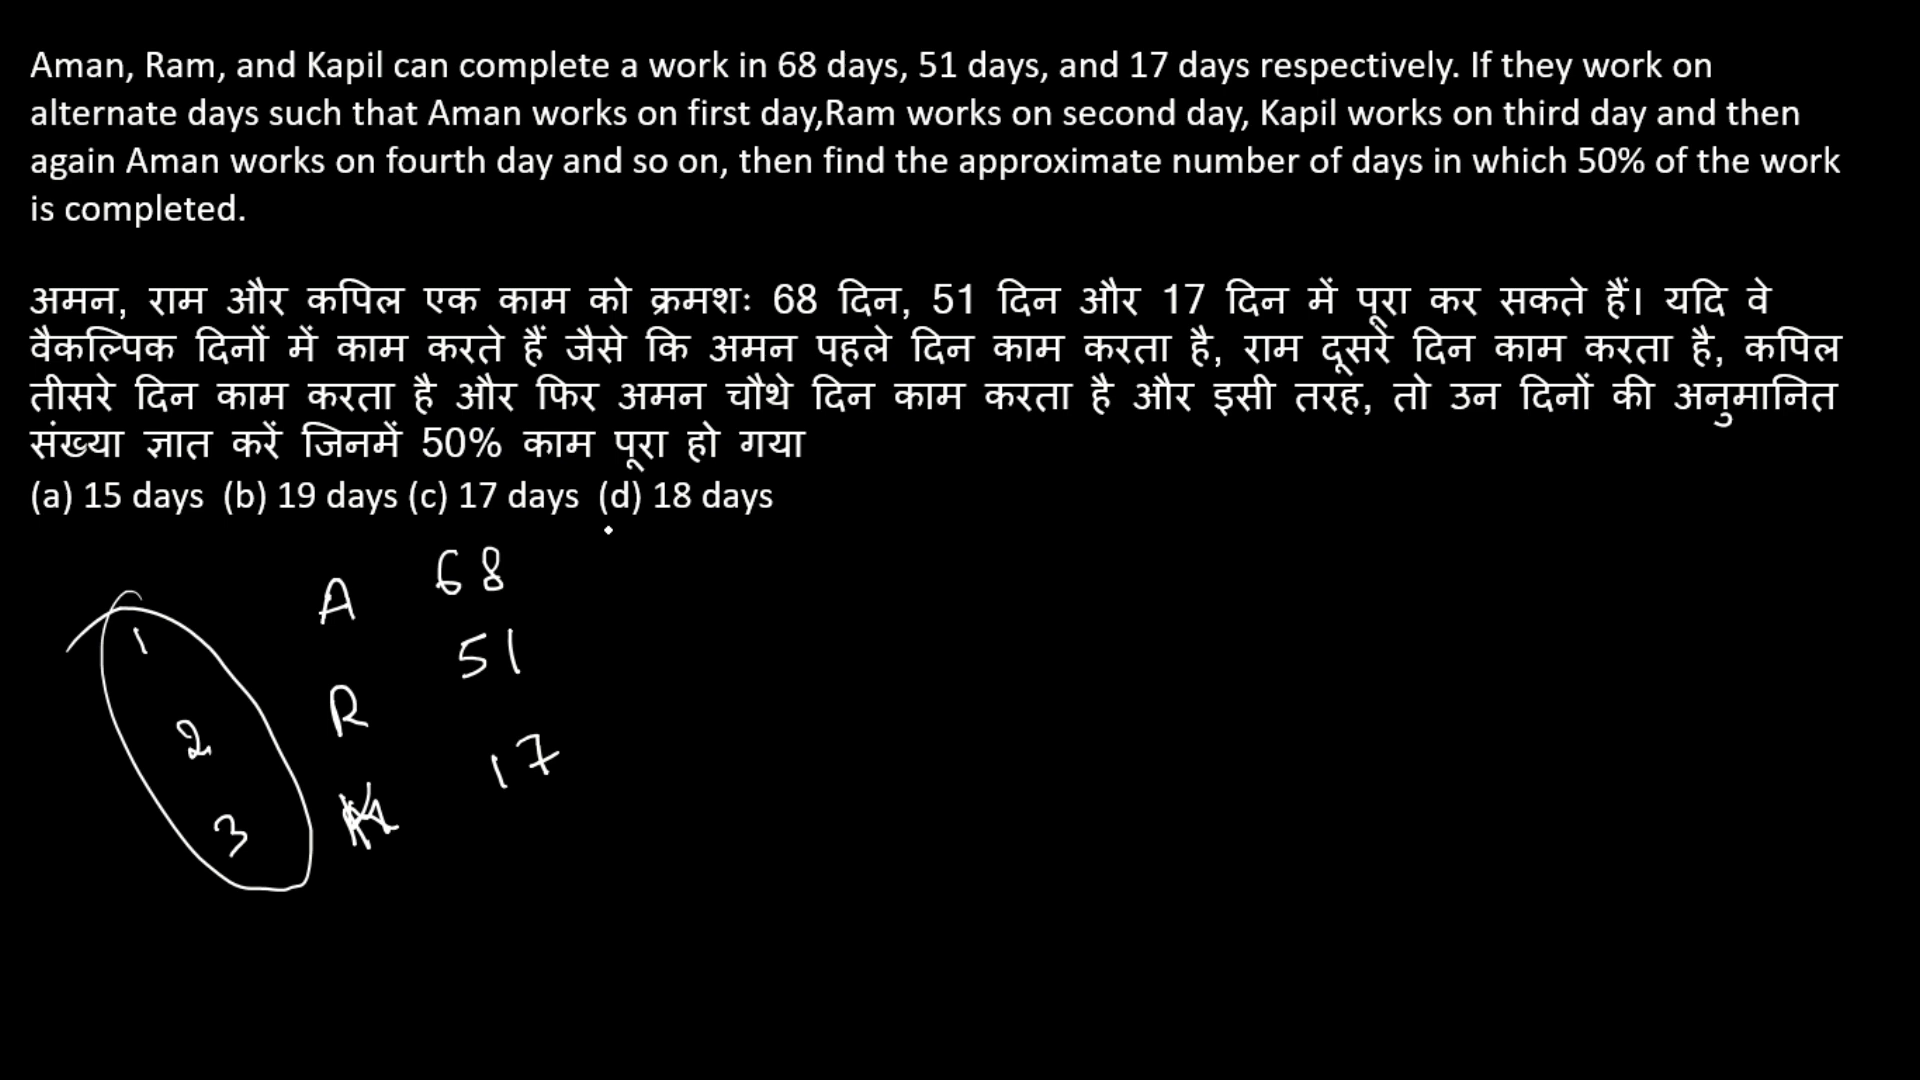 Aman, Ram, and Kapil can complete a work in 68 days, 51 days, and 17 days respectively. If they work on
alternate days such that Aman works on first day,Ram works on second day, Kapil works on third day and then
again Aman works on fourth day and so on, then find the approximate number of days in which 50% of the work
is completed.
अमन, राम और कपिल एक काम को क्रमशः 68 दिन, 51 दिन और 17 दिन में पूरा कर सकते हैं। यदि वे
वैकल्पिक दिनों में काम करते हैं जैसे कि अमन पहले दिन काम करता है, राम दूसरे दिन काम करता है, कपिल
तीसरे दिन काम करता है और फिर अमन चौथे दिन काम करता है और इसी तरह, तो उन दिनों की अनुमानित
संख्या ज्ञात करें जिनमें 50% काम पूरा हो गया
(a) 15 days (b) 19 days (c) 17 days (d) 18 days
1 A 68
2 R 51
3 17